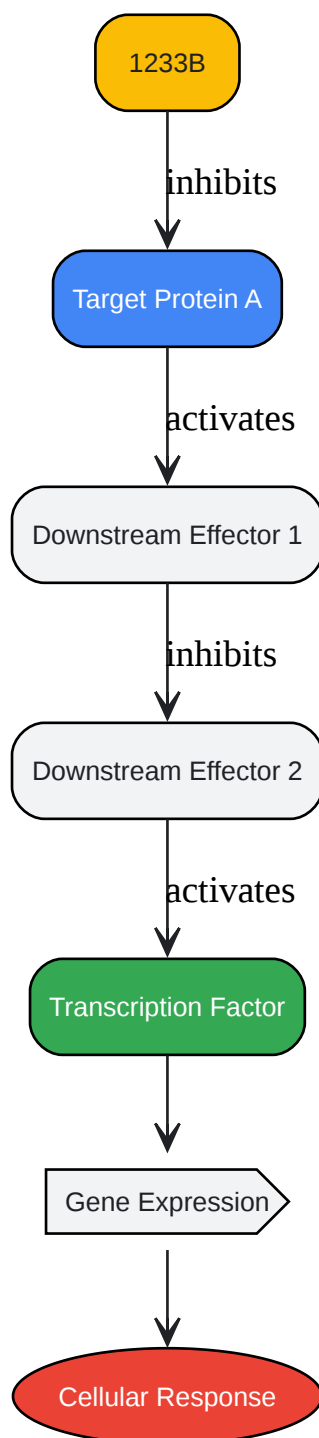 1233B
inhibits
Target Protein A
activates
Downstream Effector 1
inhibits
Downstream Effector 2
activates
Transcription Factor
Gene Expression
Cellular Response